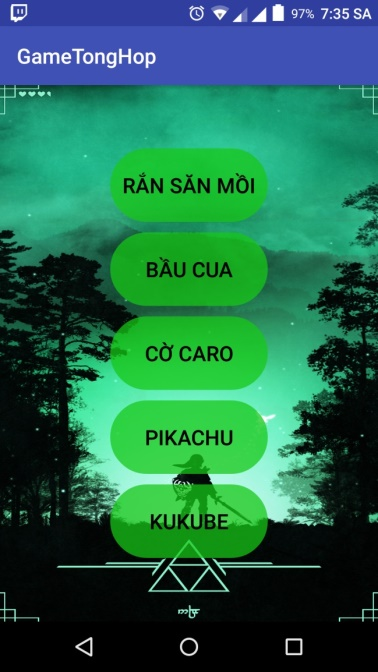 97% 7:35 SA
GameTongHop
RẮN SĂN MỒI
BẦU CUA
CỜ CARO
PIKACHU
KUKUBE